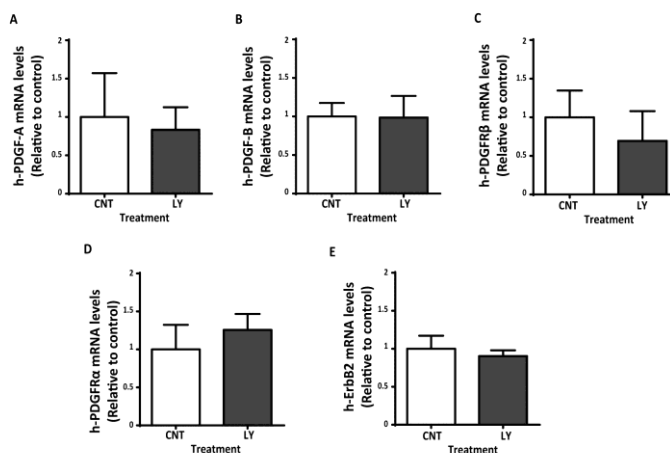 A
h-PDGF-A mRNA levels
(Relative to control)
2
1.5
1
0.5
0
CNT LY
Treatment
B
h-PDGF-B mRNA levels
(Relative to control)
2
1.5
1
0.5
0
CNT LY
Treatment
C
h-PDGFRβ mRNA levels
(Relative to control)
2
1.5
1
0.5
0
CNT LY
Treatment
D
h-PDGFRα mRNA levels
(Relative to control)
2
1.5
1
0.5
0
CNT LY
Treatment
E
h-ErbB2 mRNA levels
(Relative to control)
2
1.5
1
0.5
0
CNT LY
Treatment